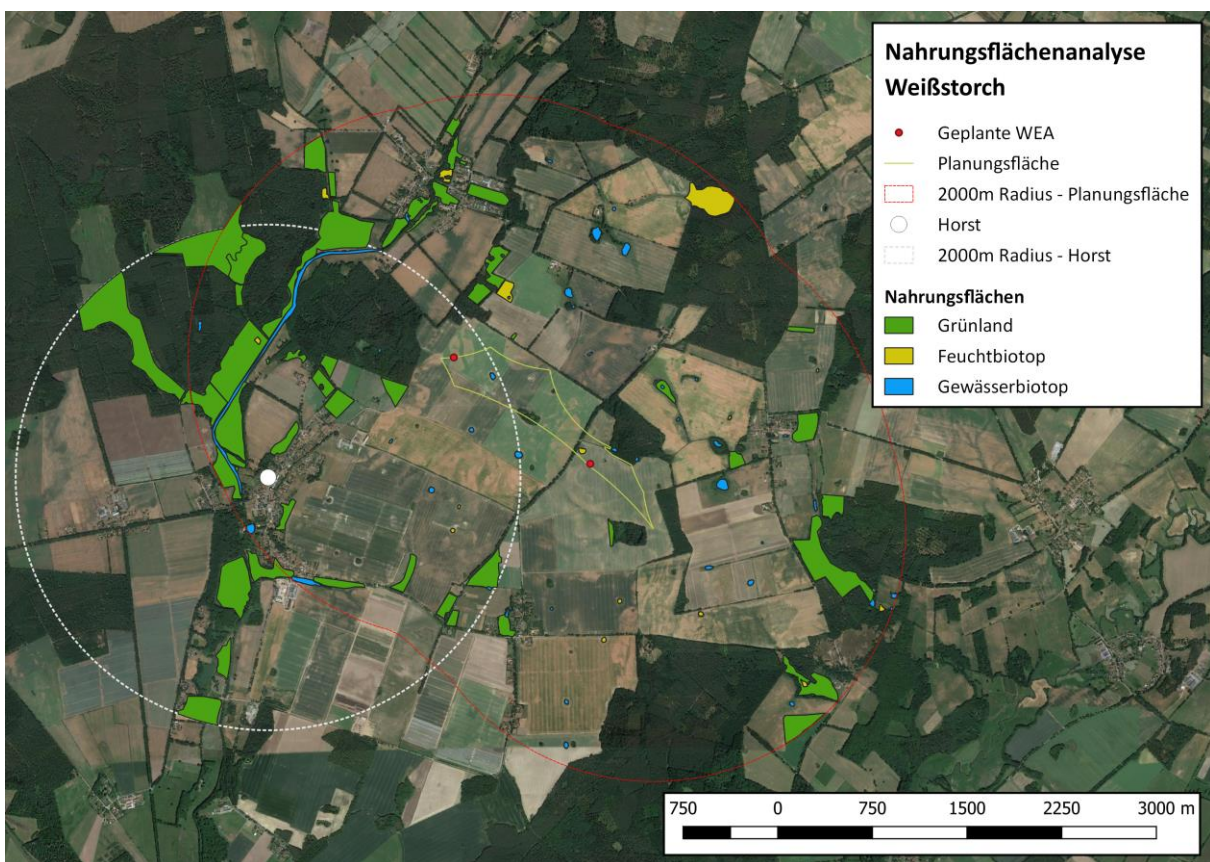 Nahrungsflächenanalyse
Weißstorch
Geplante WEA
Planungsfläche
2000m Radius - Planungsfläche
Horst
2000m Radius - Horst
Nahrungsflächen
Grünland
Feuchtbiotop
Gewässerbiotop
750 0 750 1500 2250 3000 m